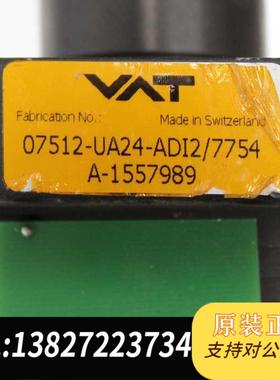 VAT
Fabrication No.: Made in Switzerland
07512-UA24-ADI2/7754
A-1557989
原装正
:13827223734
支持对公